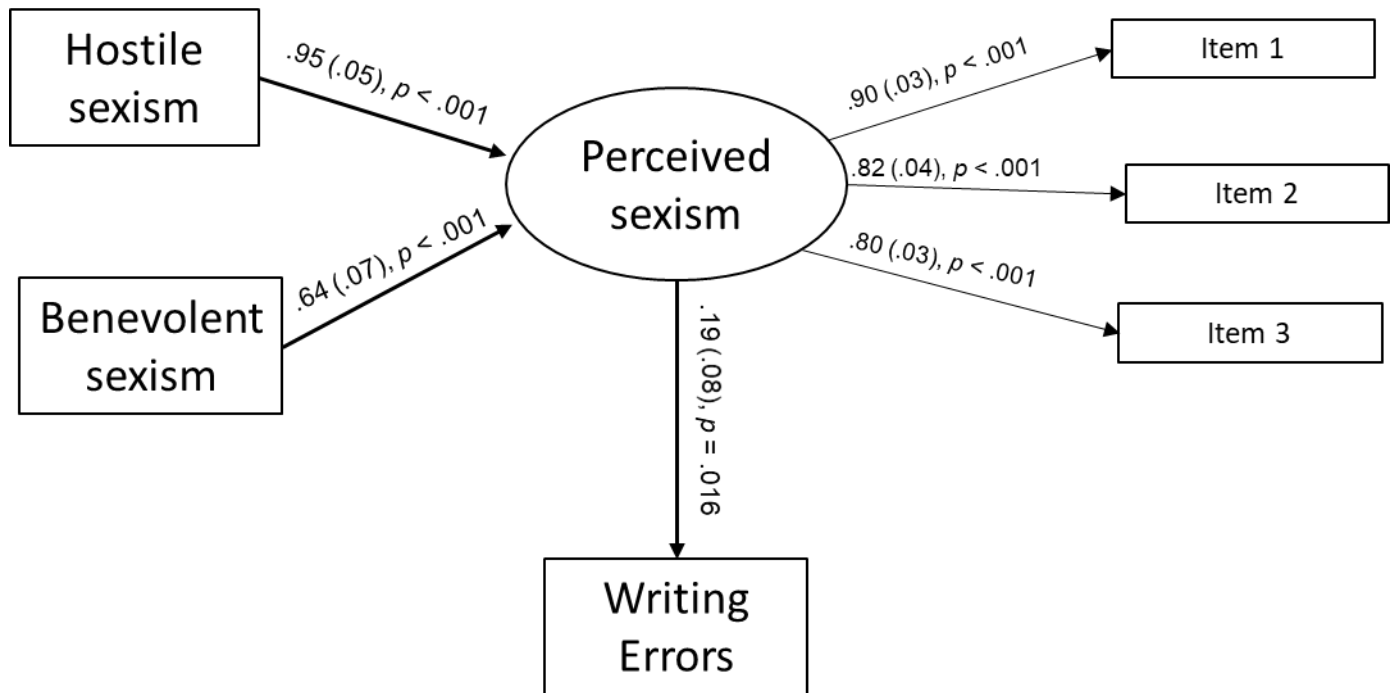 Hostile
sexism
.95 (.05), p < .001
.90 (.03), p < .001
Item 1
Perceived
sexism
.82 (.04), p < .001
Item 2
.64 (.07), p < .001
.80 (.03), p < .001
Item 3
Benevolent
sexism
.19 (.08), p = .016
Writing
Errors